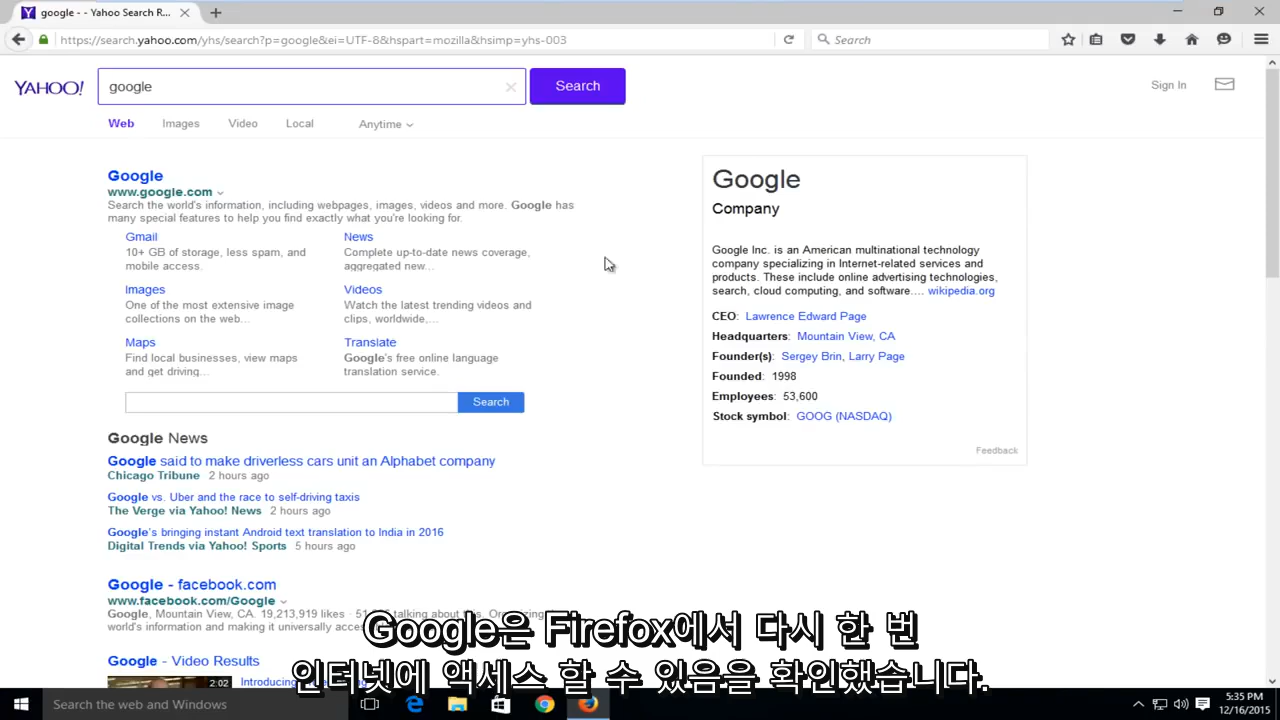 google - - Yahoo Search R...
https://search.yahoo.com/yhs/search?p=google&ei=UTF-8&hspart=mozilla&hsimp=yhs-003
Search
YAHOO!
google
Search
Sign In
Web Images Video Local Anytime
Google
www.google.com
Search the world's information, including webpages, images, videos and more. Google has
many special features to help you find exactly what you're looking for.
Gmail
10+ GB of storage, less spam, and
mobile access.
News
Complete up-to-date news coverage,
aggregated new...
Images
One of the most extensive image
collections on the web...
Videos
Watch the latest trending videos and
clips, worldwide,...
Maps
Find local businesses, view maps
and get driving...
Translate
Google's free online language
translation service.
Search
Google News
Google said to make driverless cars unit an Alphabet company
Chicago Tribune 2 hours ago
Google vs. Uber and the race to self-driving taxis
The Verge via Yahoo! News 2 hours ago
Google's bringing instant Android text translation to India in 2016
Digital Trends via Yahoo! Sports 5 hours ago
Google - facebook.com
www.facebook.com/Google
Google, Mountain View, CA. 19,213,919 likes · talking about this.
world's information and making it universally
Google - Video Results
2:02
Introducing
Google
Company
Google Inc. is an American multinational technology
company specializing in Internet-related services and
products. These include online advertising technologies,
search, cloud computing, and software.... wikipedia.org
CEO: Lawrence Edward Page
Headquarters: Mountain View, CA
Founder(s): Sergey Brin, Larry Page
Founded: 1998
Employees: 53,600
Stock symbol: GOOG (NASDAQ)
Feedback
Google은 Firefox에서 다시 한 번
인터넷에 액세스 할 수 있음을 확인했습니다.
Search the web and Windows
5:35 PM
12/16/2015